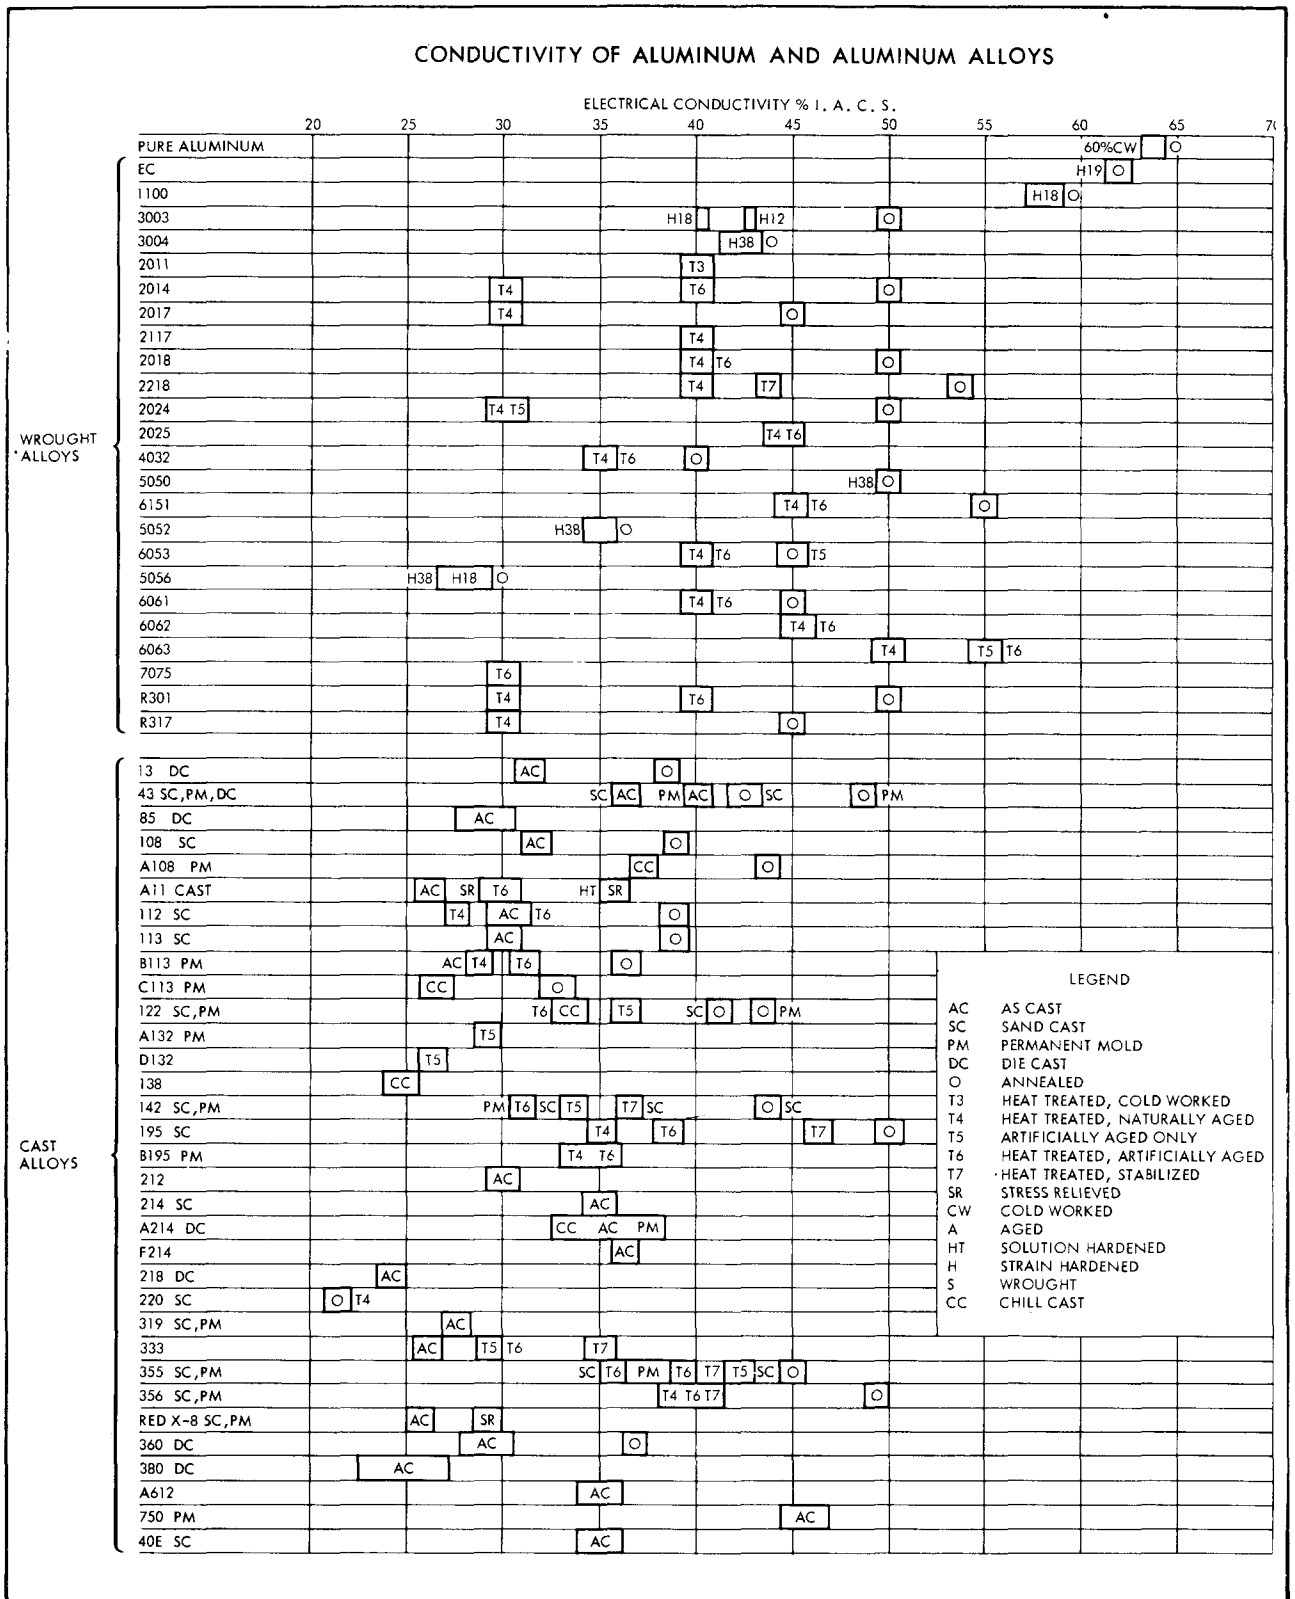 CONDUCTIVITY OF ALUMINUM AND ALUMINUM ALLOYS
ELECTRICAL CONDUCTIVITY % I. A. C. S.
20 25 30 35 40 45 50 55 60 65
PURE ALUMINUM 60%CW O
EC H19 O
1100 H18 O
3003 H18 H12 O
3004 H38 O
2011 T3
2014 T4 T6 O
2017 T4 O
2117 T4
2018 T4 T6 O
2218 T4 T7 O
2024 T4 T5 O
2025 T4 T6
WROUGHT ALLOYS
4032 T4 T6 O
5050 H38 O
6151 T4 T6 O
5052 H38 O
6053 T4 T6 O T5
5056 H38 H18 O
6061 T4 T6 O
6062 T4 T6
6063 T4 T5 T6
7075 T6
R301 T4 T6 O
R317 T4 O
13 DC AC O
43 SC,PM,DC SC AC PM AC O SC O PM
85 DC AC
108 SC AC O
A108 PM CC O
A11 CAST AC SR T6 HT SR
112 SC T4 AC T6 O
113 SC AC O
B113 PM AC T4 T6 O
C113 PM CC O
122 SC,PM T6 CC T5 SC O O PM
A132 PM T5
D132 T5
138 CC
142 SC,PM PM T6 SC T5 T7 SC O SC
195 SC T4 T6 T7 O
CAST ALLOYS
B195 PM T4 T6
212 AC
214 SC AC
A214 DC CC AC PM
F214 AC
218 DC AC
220 SC O T4
319 SC,PM AC
333 AC T5 T6 T7
355 SC,PM SC T6 PM T6 T7 T5 SC O
356 SC,PM T4 T6 T7 O
RED X-8 SC,PM AC SR
360 DC AC O
380 DC AC
A612 AC
750 PM AC
40E SC AC
LEGEND
AC AS CAST
SC SAND CAST
PM PERMANENT MOLD
DC DIE CAST
O ANNEALED
T3 HEAT TREATED, COLD WORKED
T4 HEAT TREATED, NATURALLY AGED
T5 ARTIFICIALLY AGED ONLY
T6 HEAT TREATED, ARTIFICIALLY AGED
T7 HEAT TREATED, STABILIZED
SR STRESS RELIEVED
CW COLD WORKED
A AGED
HT SOLUTION HARDENED
H STRAIN HARDENED
S WROUGHT
CC CHILL CAST